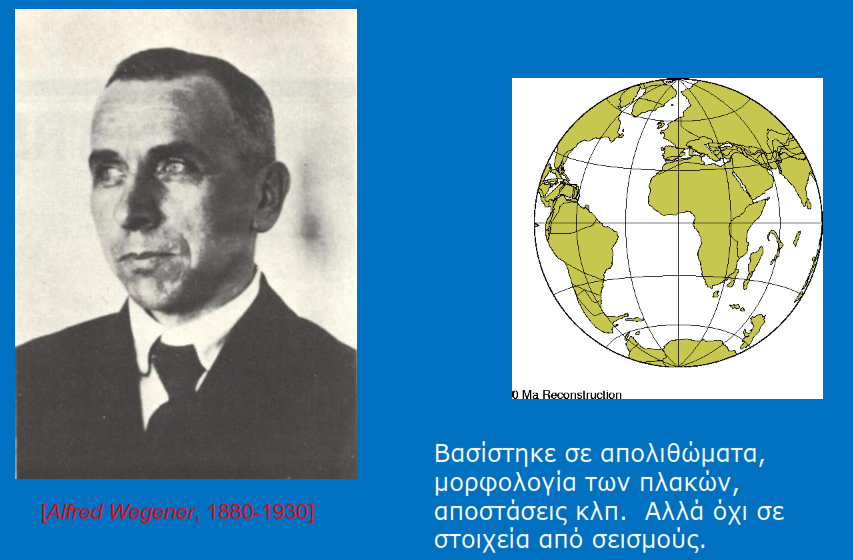 [Alfred Wegener, 1880-1930]
0 Ma Reconstruction
Βασίστηκε σε απολιθώματα,
μορφολογία των πλακών,
αποστάσεις κλπ. Αλλά όχι σε
στοιχεία από σεισμούς.